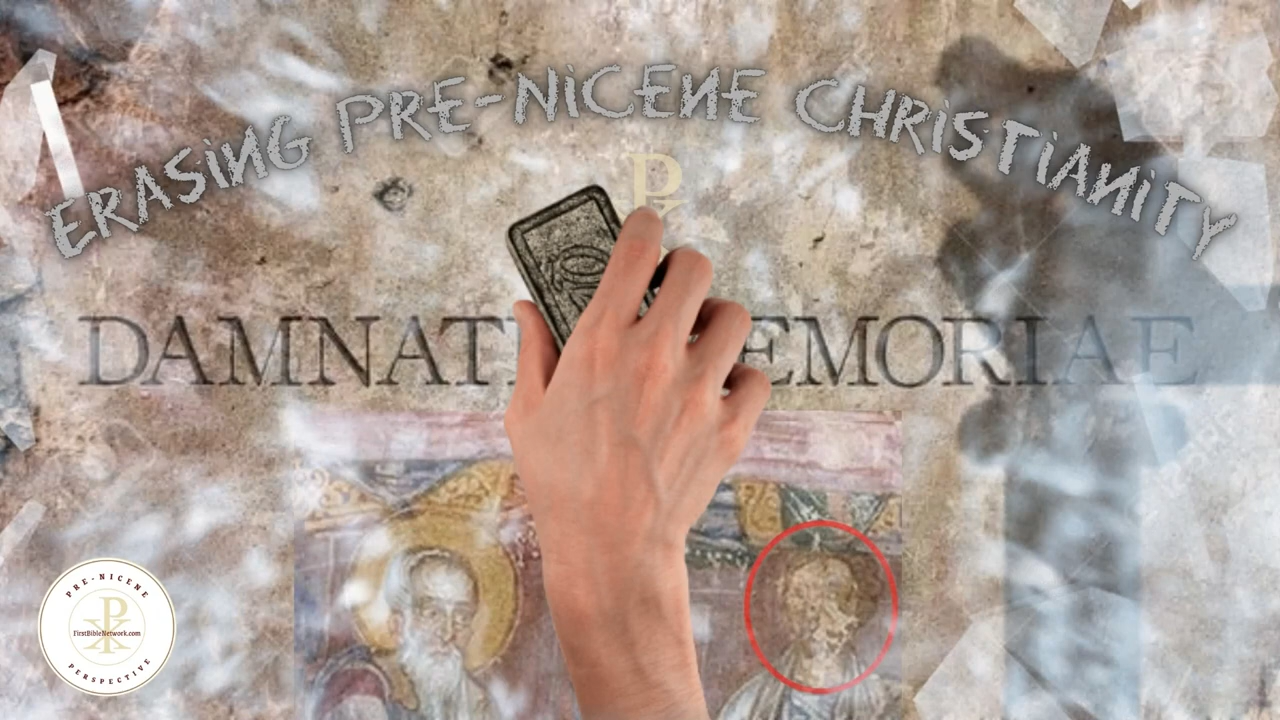 ERASING PRE-NICENE CHRISTIANITY
DAMNATI EMORIAE
PRE-NICENE
FirstBibleNetwork.com
PERSPECTIVE